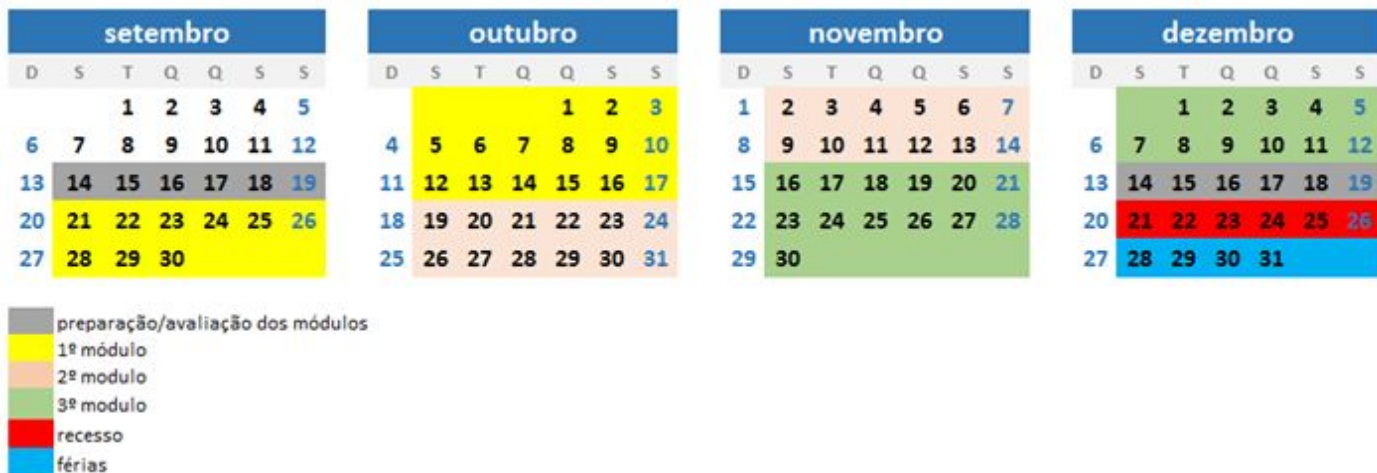 setembro
D S T Q Q S S
1 2 3 4 5
6 7 8 9 10 11 12
13 14 15 16 17 18 19
20 21 22 23 24 25 26
27 28 29 30
outubro
D S T Q Q S S
1 2 3
4 5 6 7 8 9 10
11 12 13 14 15 16 17
18 19 20 21 22 23 24
25 26 27 28 29 30 31
novembro
D S T Q Q S S
1 2 3 4 5 6 7
8 9 10 11 12 13 14
15 16 17 18 19 20 21
22 23 24 25 26 27 28
29 30
dezembro
D S T Q Q S S
1 2 3 4 5
6 7 8 9 10 11 12
13 14 15 16 17 18 19
20 21 22 23 24 25 26
27 28 29 30 31
preparação/avaliação dos módulos
1º módulo
2º modulo
3º modulo
recesso
férias